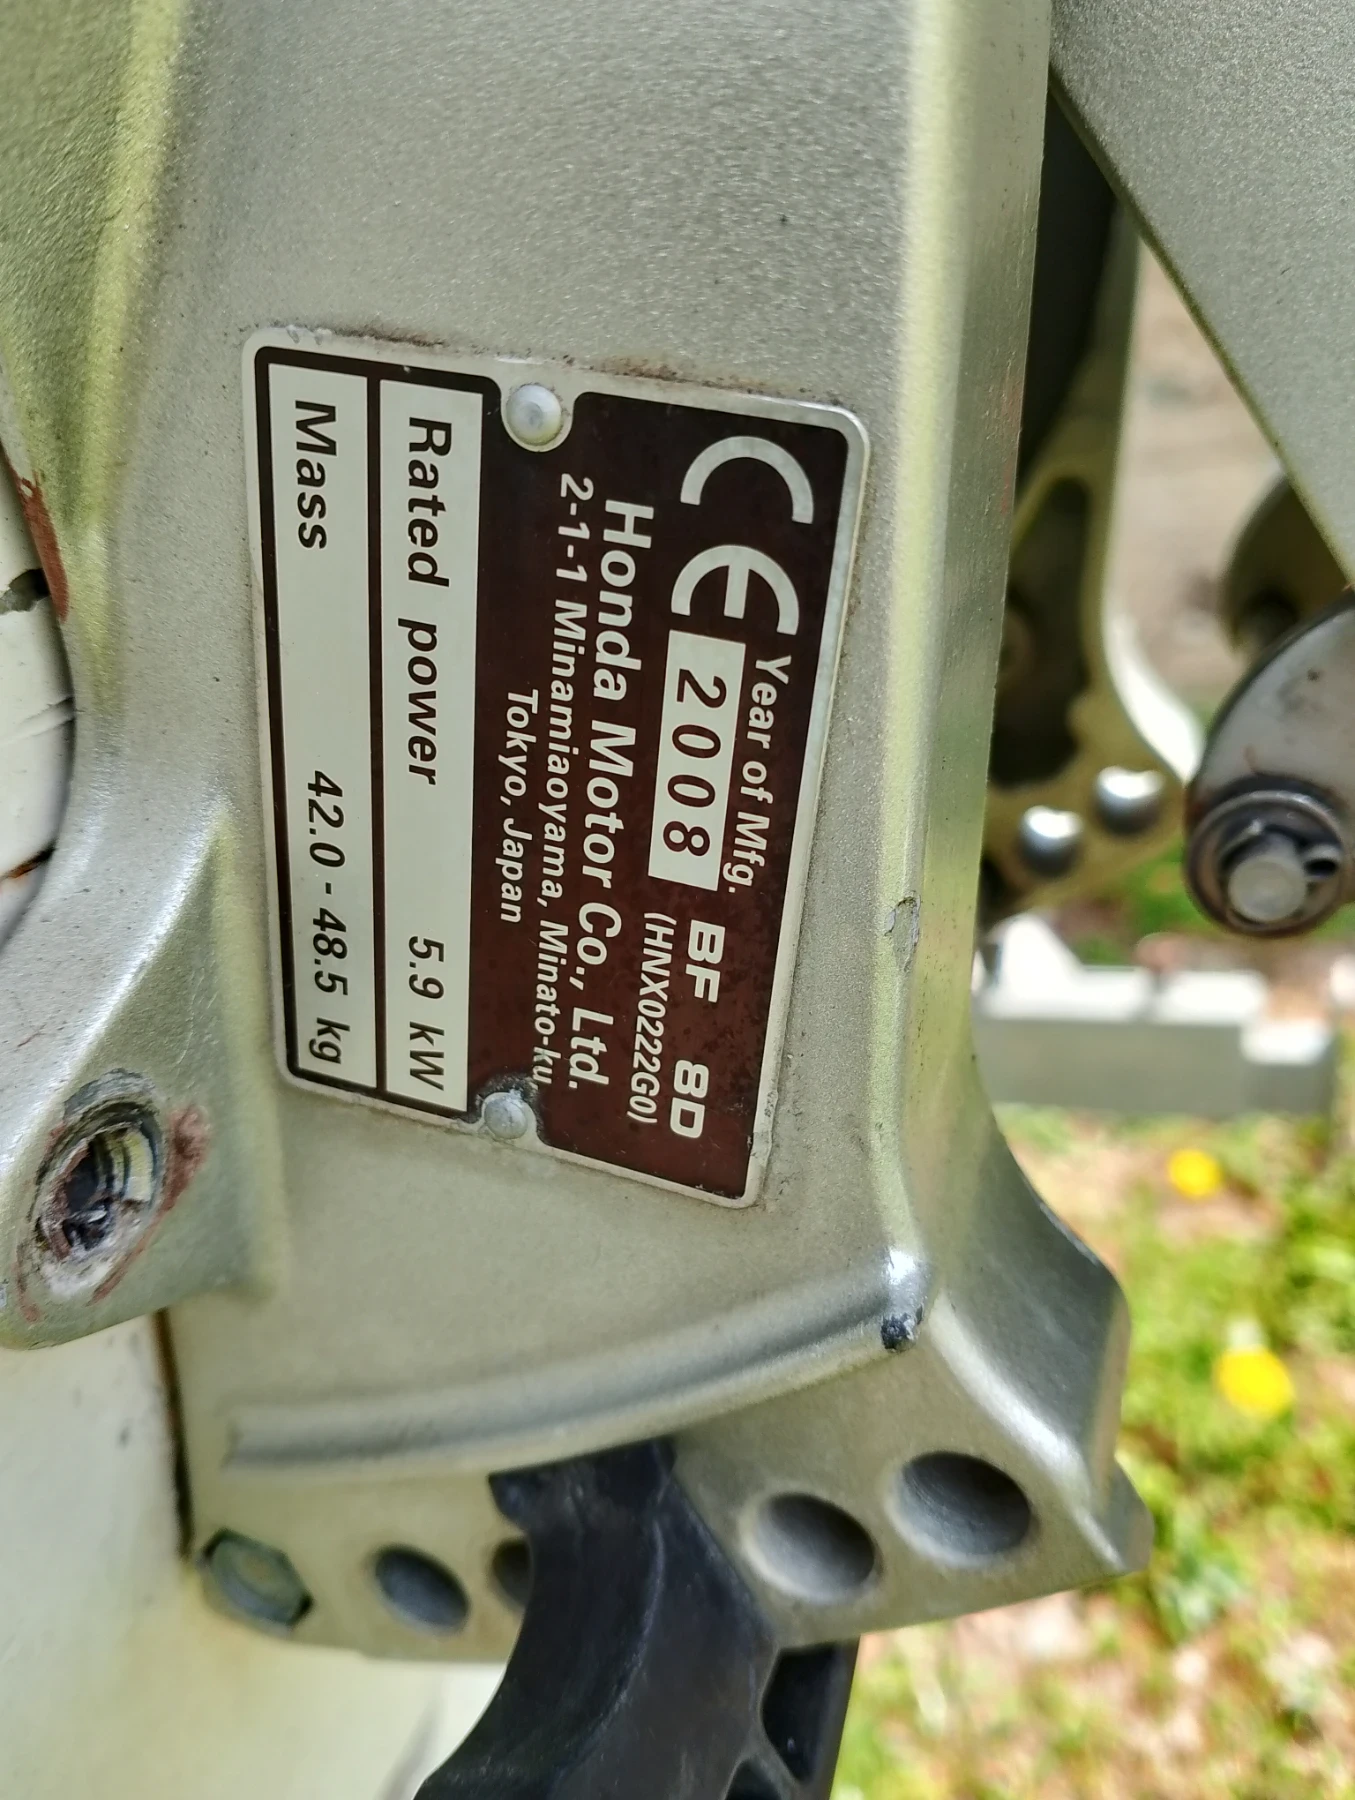 CE Year of Mfg. BF 8D
2008 (HNX0222G0)
Honda Motor Co., Ltd.
2-1-1 Minamiaoyama, Minato-ku,
Tokyo, Japan
Rated power 5.9 kW
Mass 42.0 - 48.5 kg